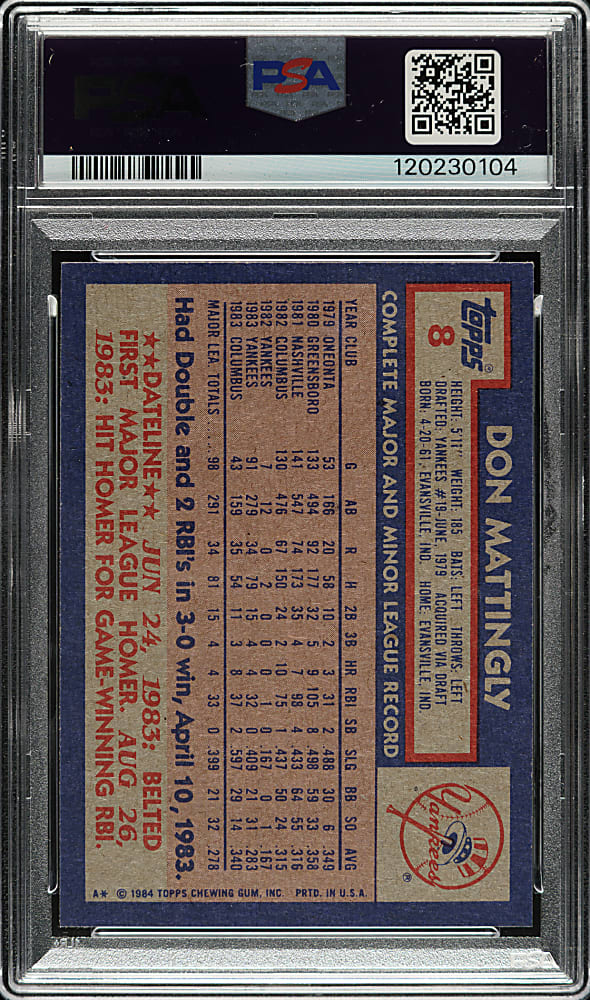 PSA
120230104
topps®
8
DON MATTINGLY
HEIGHT: 5'11" WEIGHT: 185 BATS: LEFT THROWS: LEFT
DRAFTED: YANKEES #19-JUNE, 1979 ACQUIRED: VIA DRAFT
BORN: 4-20-61, EVANSVILLE, IND. HOME: EVANSVILLE, IND.
Yankees ®
COMPLETE MAJOR AND MINOR LEAGUE RECORD
YEAR CLUB G AB R H 2B 3B HR RBI SB SLG BB SO AVG
1979 ONEONTA 53 166 20 58 10 2 3 31 2 .488 30 6 .349
1980 GREENSBORO 133 494 92 177 32 5 9 105 8 .498 59 33 .358
1981 NASHVILLE 141 547 74 173 35 4 7 98 4 .433 64 55 .316
1982 COLUMBUS 130 476 67 150 24 2 10 75 1 .437 50 24 .315
1982 YANKEES 7 12 0 2 0 0 0 1 0 .167 0 1 .167
1983 YANKEES 91 279 34 79 15 4 4 32 0 .409 21 31 .283
1983 COLUMBUS 43 159 35 54 11 3 8 37 2 .597 29 14 .340
MAJOR LEA. TOTALS .... 98 291 34 81 15 4 4 33 0 .399 21 32 .278
Had Double and 2 RBI's in 3-0 win, April 10, 1983.
★★DATELINE★★ JUN 24, 1983: BELTED
FIRST MAJOR LEAGUE HOMER. AUG 26,
1983: HIT HOMER FOR GAME-WINNING RBI.
A* © 1984 TOPPS CHEWING GUM, INC. PRTD. IN U.S.A.